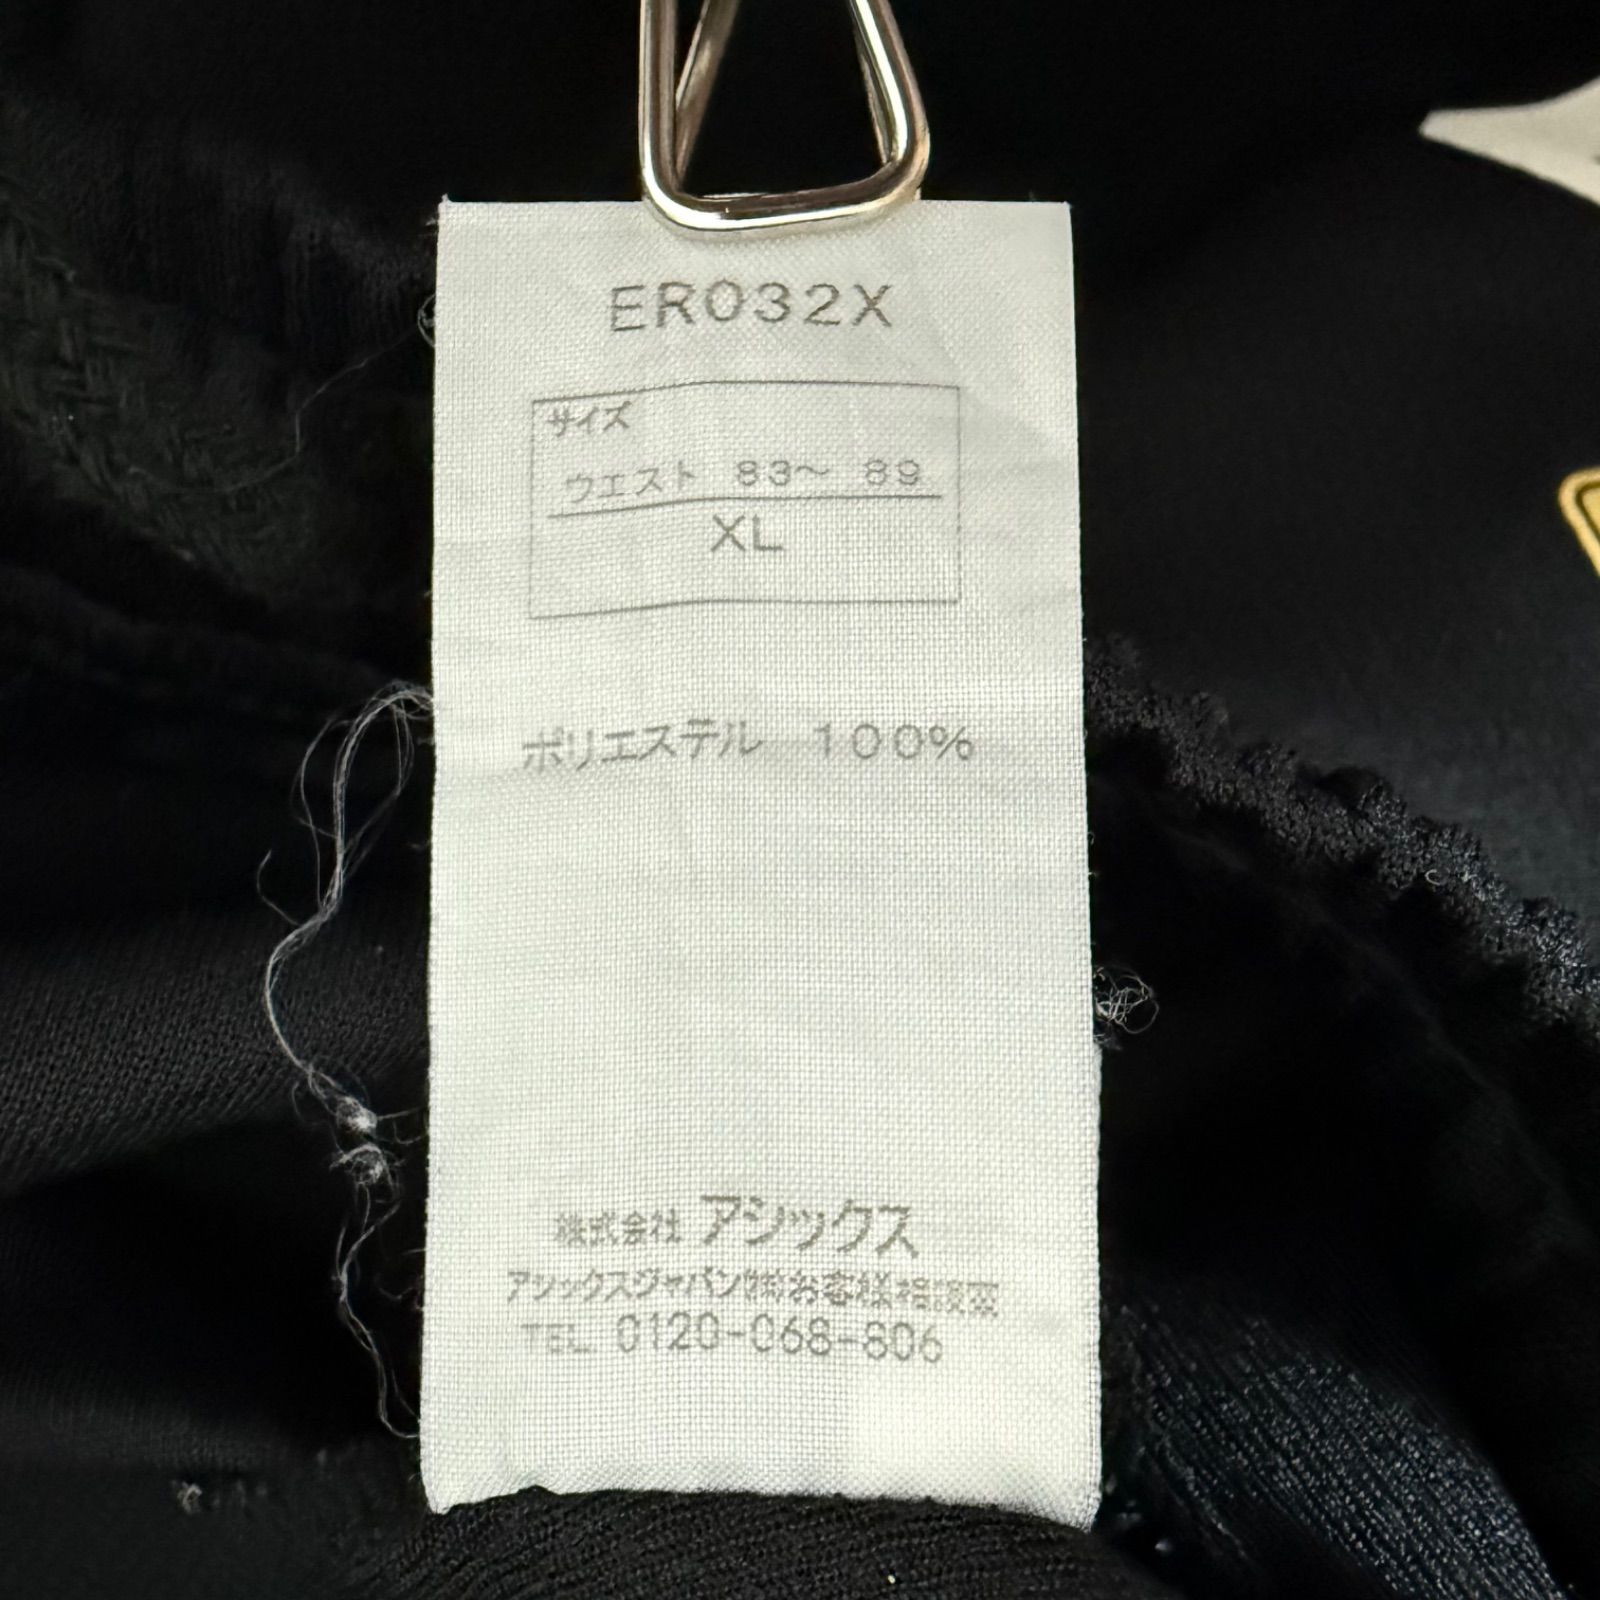 ER032X
サイズ
ウエスト 83〜 89
XL
ポリエステル 100%
株式会社 アシックス
アシックスジャパン(株)お客様相談室
TEL 0120-068-806